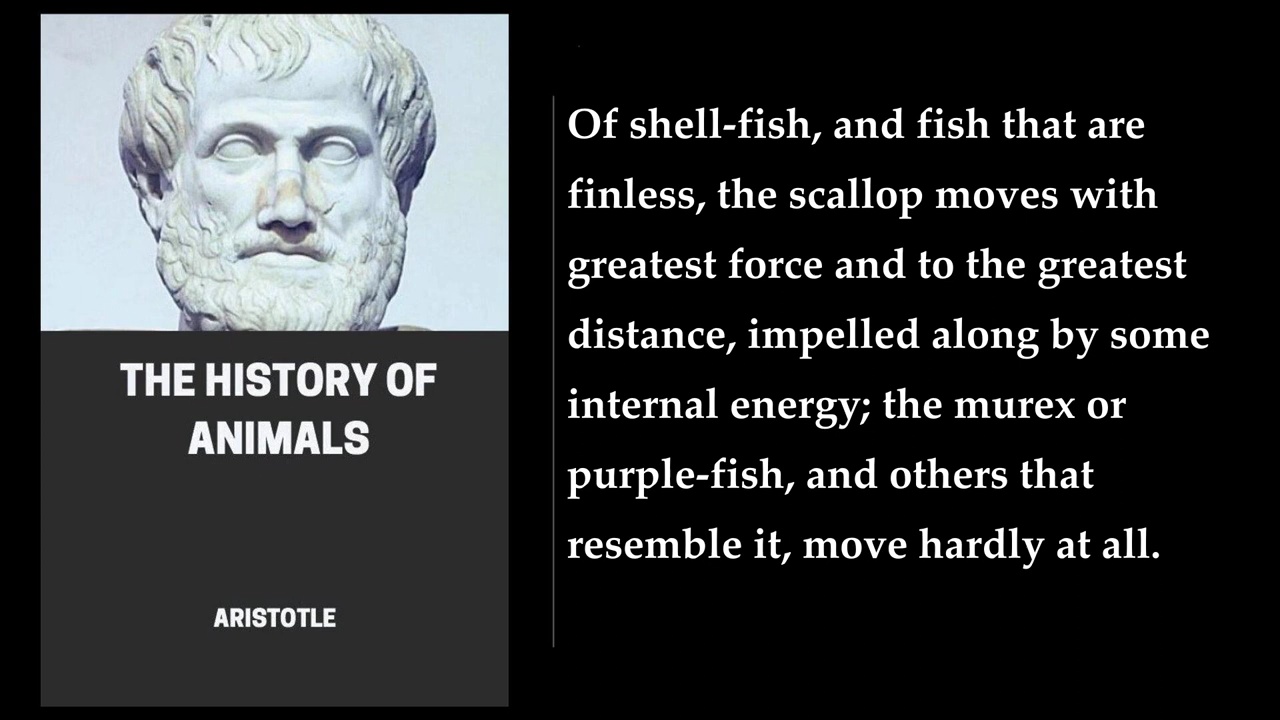 THE HISTORY OF
ANIMALS
ARISTOTLE
Of shell-fish, and fish that are
finless, the scallop moves with
greatest force and to the greatest
distance, impelled along by some
internal energy; the murex or
purple-fish, and others that
resemble it, move hardly at all.